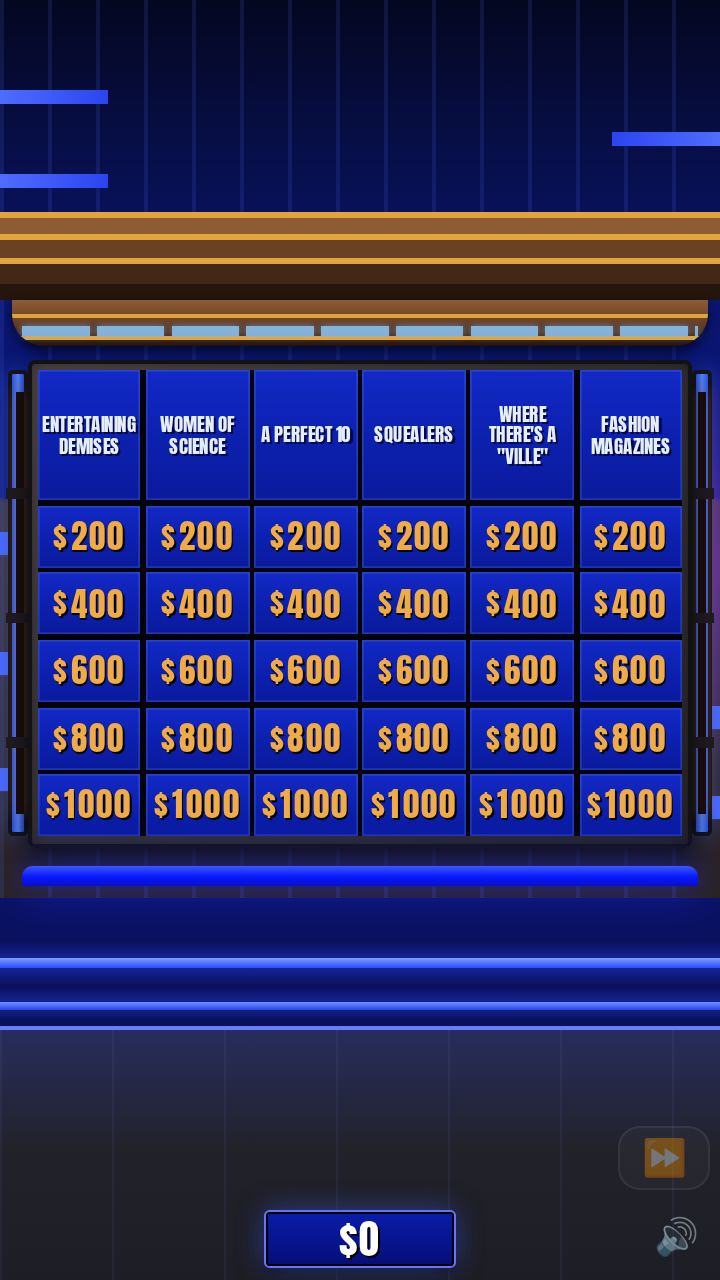 ENTERTAINING DEMISES
WOMEN OF SCIENCE
A PERFECT 10
SQUEALERS
WHERE THERE'S A "VILLE"
FASHION MAGAZINES
$200 $200 $200 $200 $200 $200
$400 $400 $400 $400 $400 $400
$600 $600 $600 $600 $600 $600
$800 $800 $800 $800 $800 $800
$1000 $1000 $1000 $1000 $1000 $1000
$0